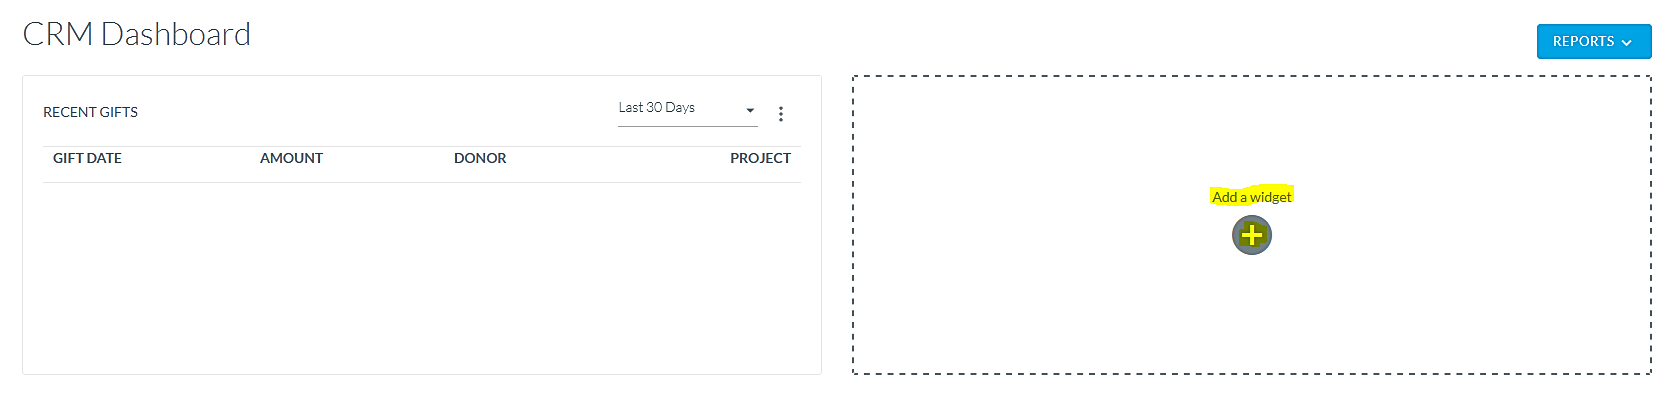 CRM Dashboard
REPORTS
RECENT GIFTS
Last 30 Days
GIFT DATE AMOUNT DONOR PROJECT
Add a widget